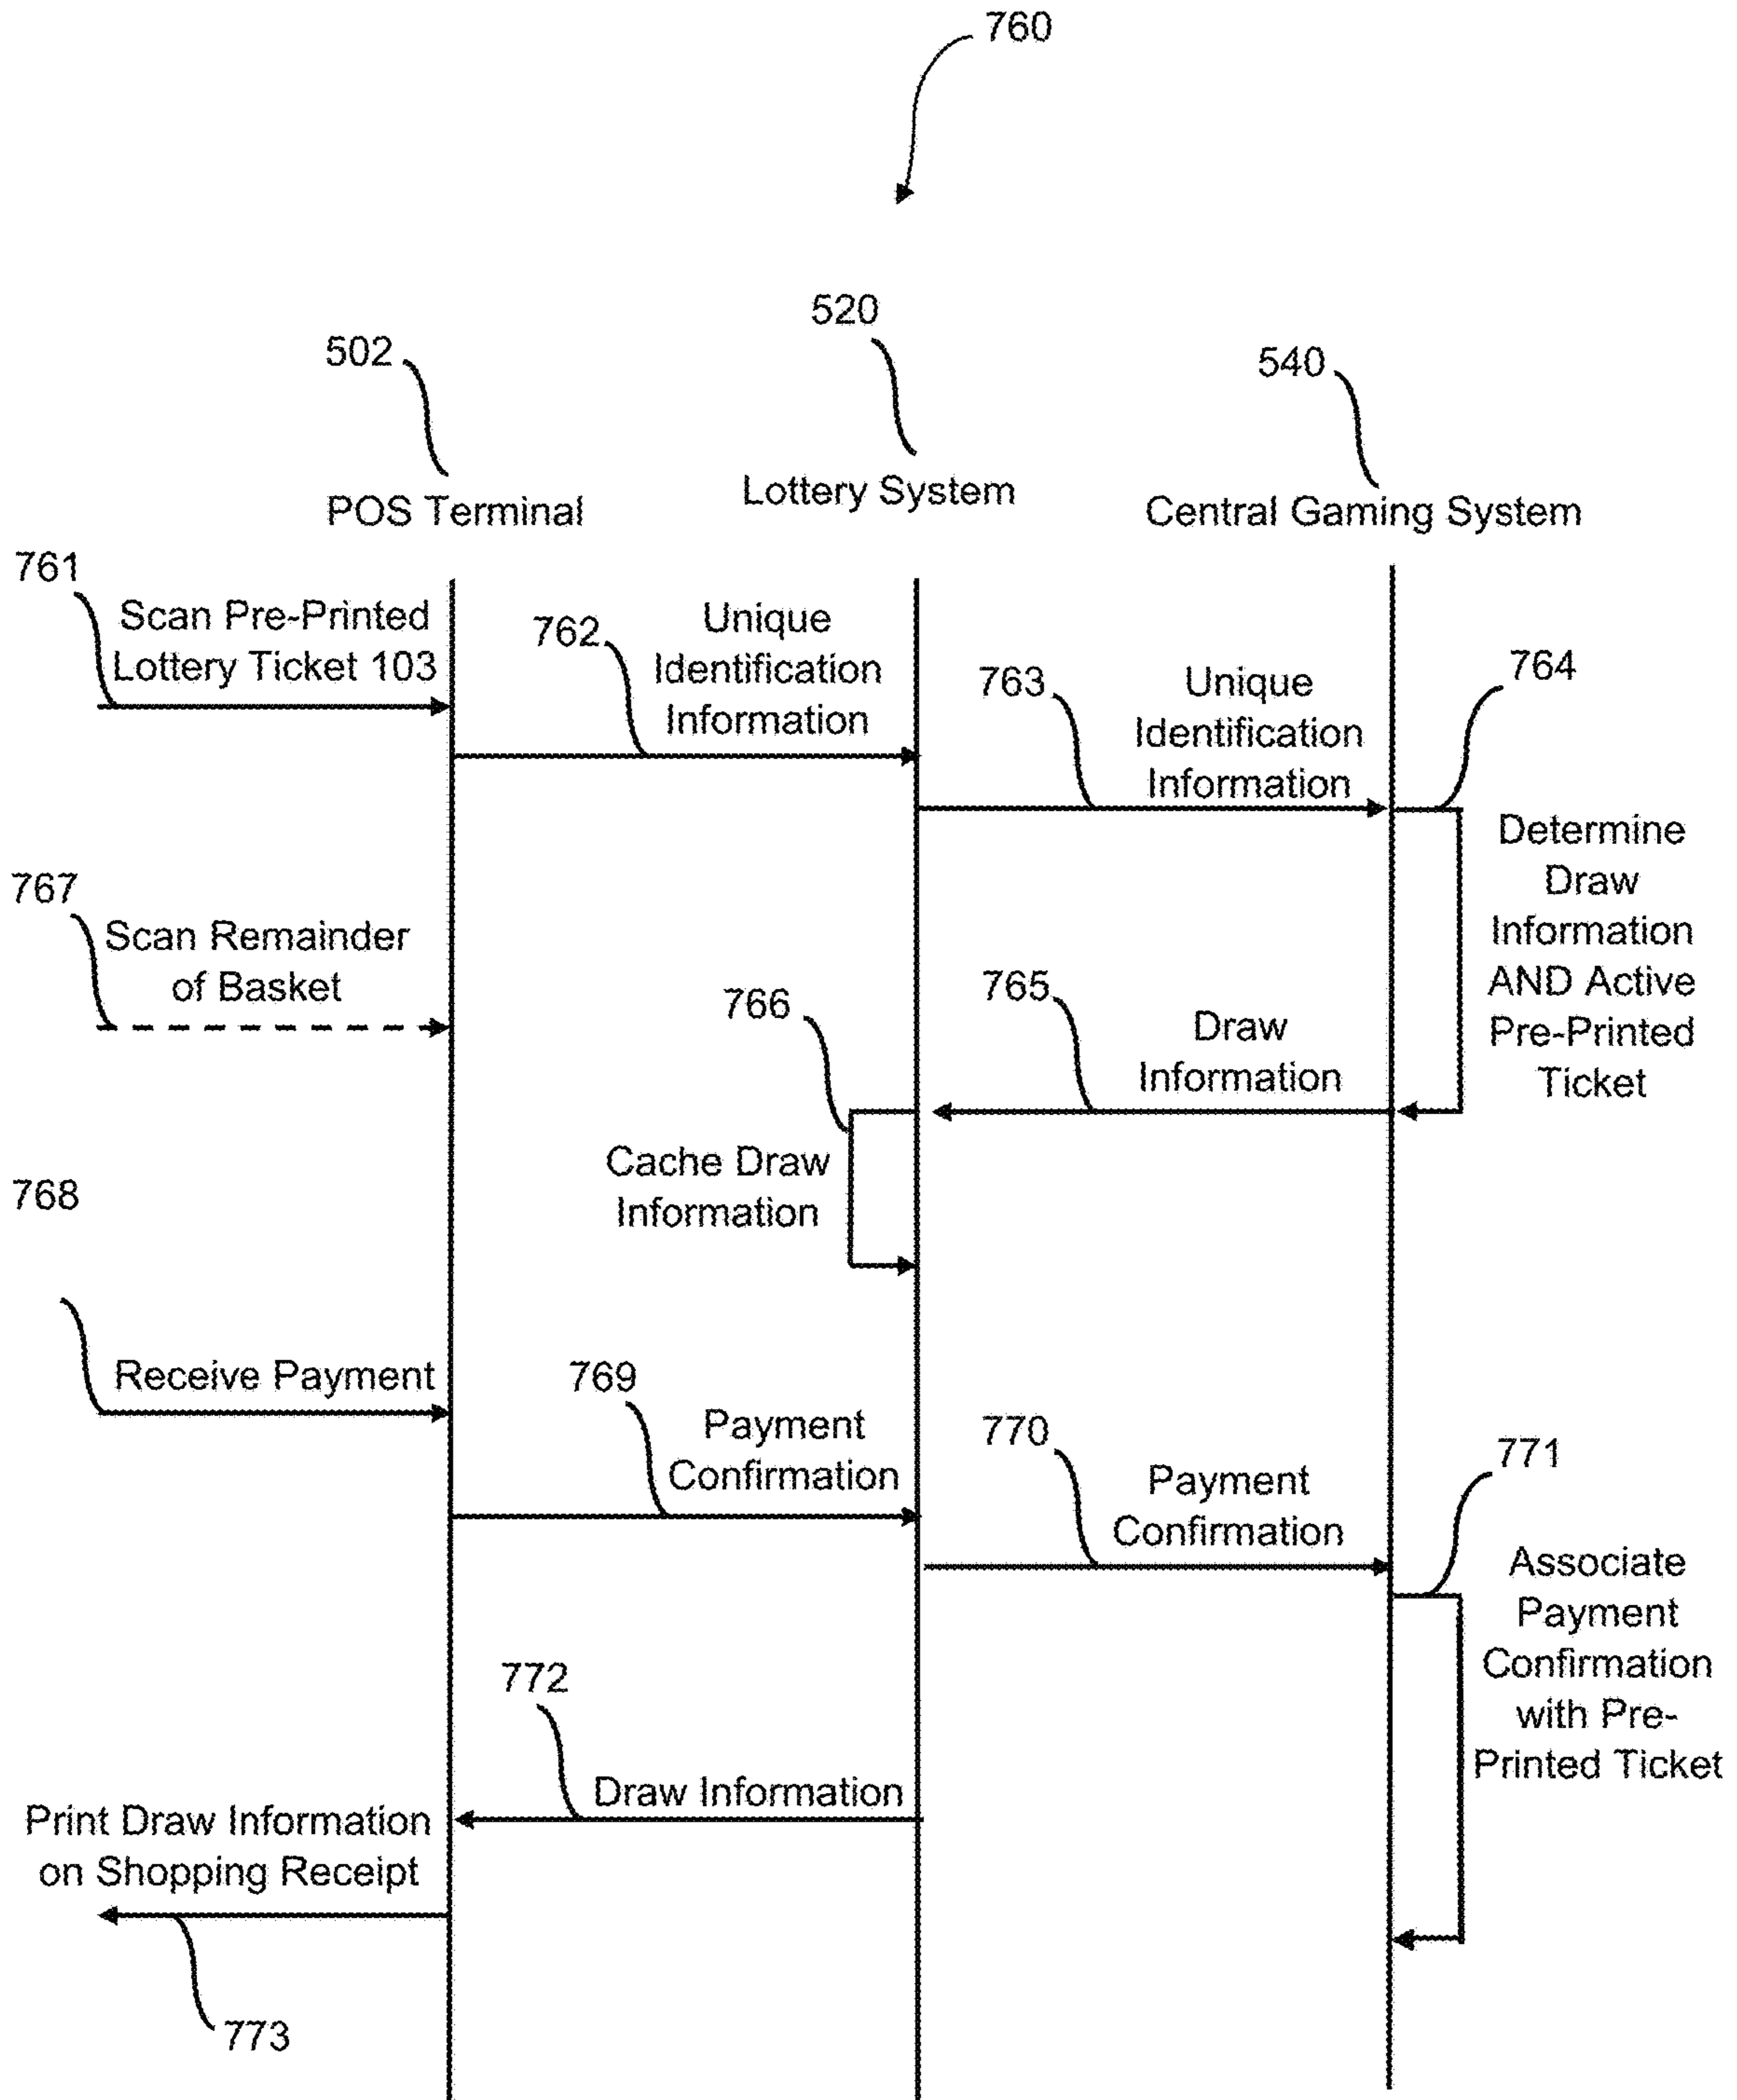 760
520
502
540
Lottery System
POS Terminal
Central Gaming System
761
Scan Pre-Printed
Lottery Ticket 103
762
Unique
Identification
Information
763
Unique
Identification
Information
764
Determine
Draw
Information
AND Active
Pre-Printed
Ticket
767
Scan Remainder
of Basket
766
765
Draw
Information
Cache Draw
Information
768
Receive Payment
769
Payment
Confirmation
770
Payment
Confirmation
771
Associate
Payment
Confirmation
with Pre-
Printed Ticket
772
Draw Information
Print Draw Information
on Shopping Receipt
773